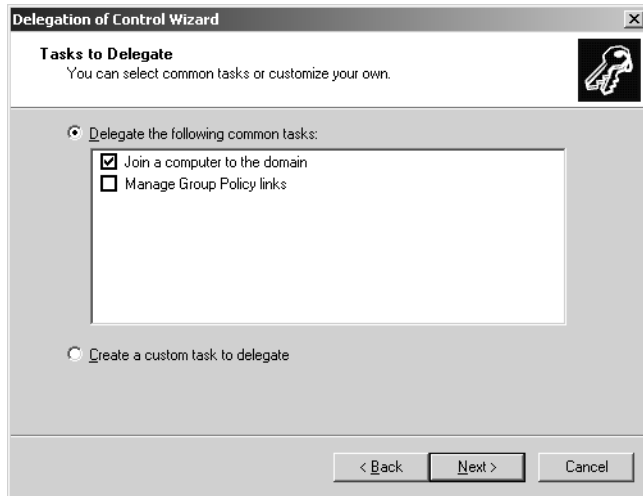 Delegation of Control Wizard
Tasks to Delegate
You can select common tasks or customize your own.
Delegate the following common tasks:
Join a computer to the domain
Manage Group Policy links
Create a custom task to delegate
< Back
Next >
Cancel